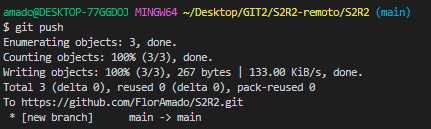 amado@DESKTOP-77GGDOJ MINGW64 ~/Desktop/GIT2/S2R2-remoto/S2R2 (main)
$ git push
Enumerating objects: 3, done.
Counting objects: 100% (3/3), done.
Writing objects: 100% (3/3), 267 bytes | 133.00 KiB/s, done.
Total 3 (delta 0), reused 0 (delta 0), pack-reused 0
To https://github.com/FlorAmado/S2R2.git
 * [new branch]      main -> main